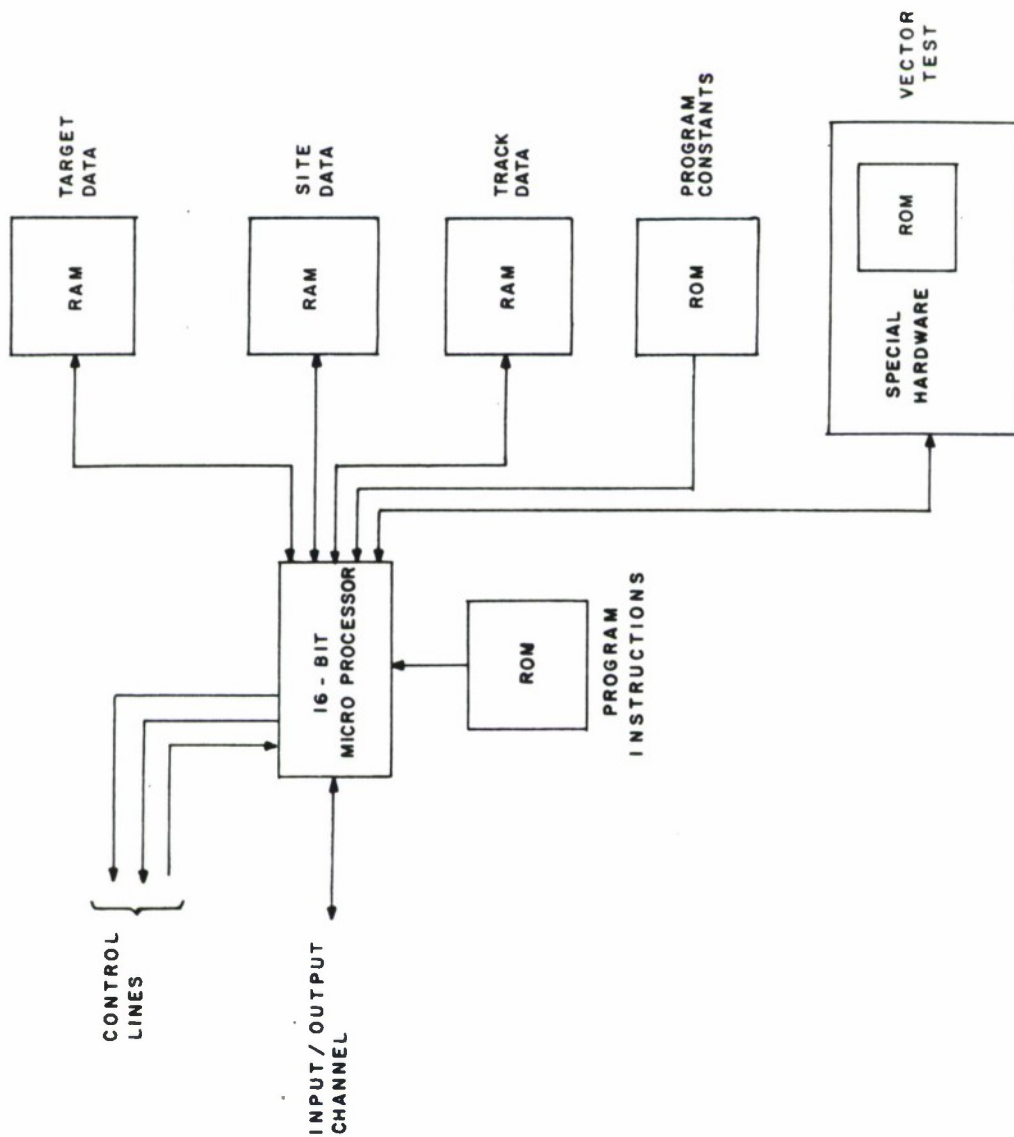 CONTROL
LINES
INPUT / OUTPUT
CHANNEL
16 - BIT
MICRO PROCESSOR
ROM
PROGRAM
INSTRUCTIONS
RAM
TARGET
DATA
RAM
SITE
DATA
RAM
TRACK
DATA
ROM
PROGRAM
CONSTANTS
SPECIAL
HARDWARE
ROM
VECTOR
TEST